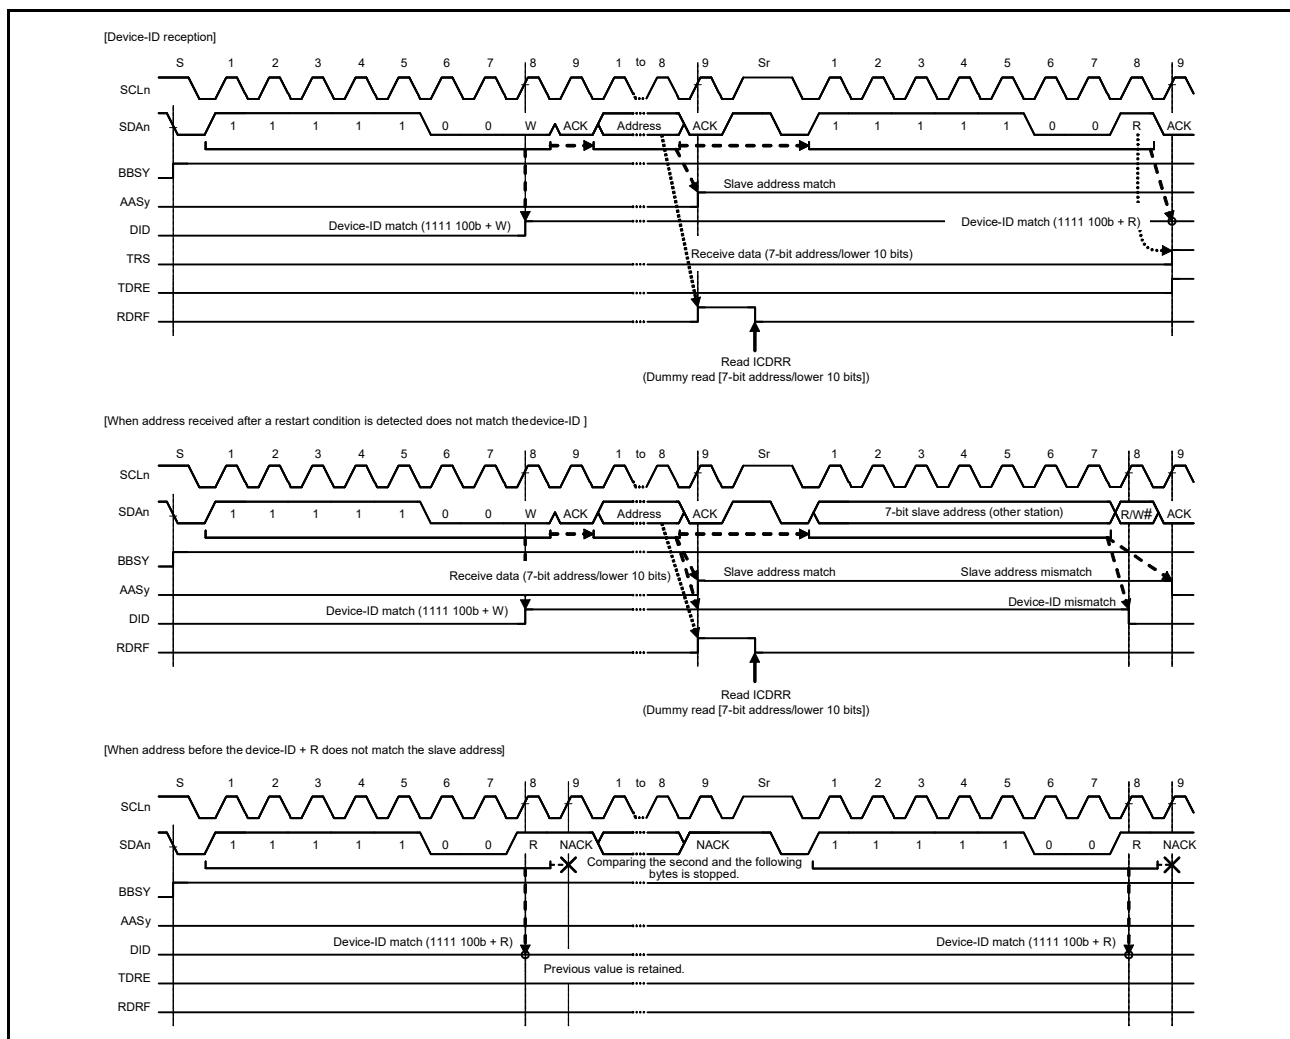 [Device-ID reception]
S 1 2 3 4 5 6 7 8 9 1 to 8 9 Sr 1 2 3 4 5 6 7 8 9
SCLn
SDAn 1 1 1 1 1 0 0 W ACK Address ACK 1 1 1 1 1 0 0 R ACK
BBSY
Slave address match
AASy
Device-ID match (1111 100b + W) Device-ID match (1111 100b + R)
DID
TRS Receive data (7-bit address/lower 10 bits)
TDRE
RDRF
Read ICDRR
(Dummy read [7-bit address/lower 10 bits])
[When address received after a restart condition is detected does not match thedevice-ID ]
S 1 2 3 4 5 6 7 8 9 1 to 8 9 Sr 1 2 3 4 5 6 7 8 9
SCLn
SDAn 1 1 1 1 1 0 0 W ACK Address ACK 7-bit slave address (other station) R/W# ACK
BBSY
Receive data (7-bit address/lower 10 bits) Slave address match Slave address mismatch
AASy
Device-ID match (1111 100b + W) Device-ID mismatch
DID
RDRF
Read ICDRR
(Dummy read [7-bit address/lower 10 bits])
[When address before the device-ID + R does not match the slave address]
S 1 2 3 4 5 6 7 8 9 1 to 8 9 Sr 1 2 3 4 5 6 7 8 9
SCLn
SDAn 1 1 1 1 1 0 0 R NACK NACK 1 1 1 1 1 0 0 R NACK
Comparing the second and the following
bytes is stopped.
BBSY
AASy
Device-ID match (1111 100b + R) Device-ID match (1111 100b + R)
DID
Previous value is retained.
TDRE
RDRF